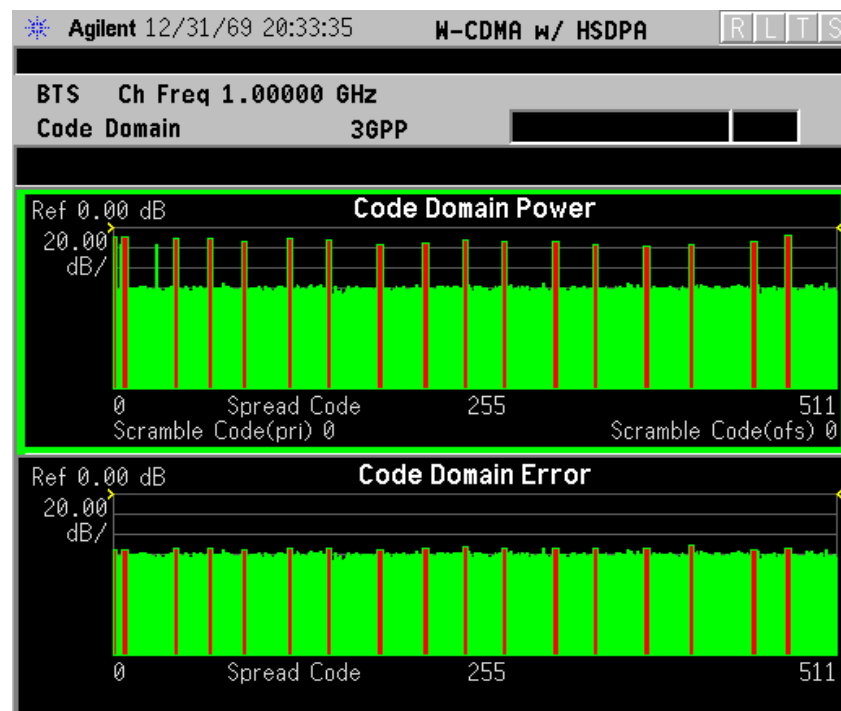 Agilent 12/31/69 20:33:35 W-CDMA w/ HSDPA R L T S
BTS Ch Freq 1.00000 GHz
Code Domain 3GPP
Ref 0.00 dB Code Domain Power
20.00
dB/
0 Spread Code 255 511
Scramble Code(pri) 0 Scramble Code(ofs) 0
Ref 0.00 dB Code Domain Error
20.00
dB/
0 Spread Code 255 511